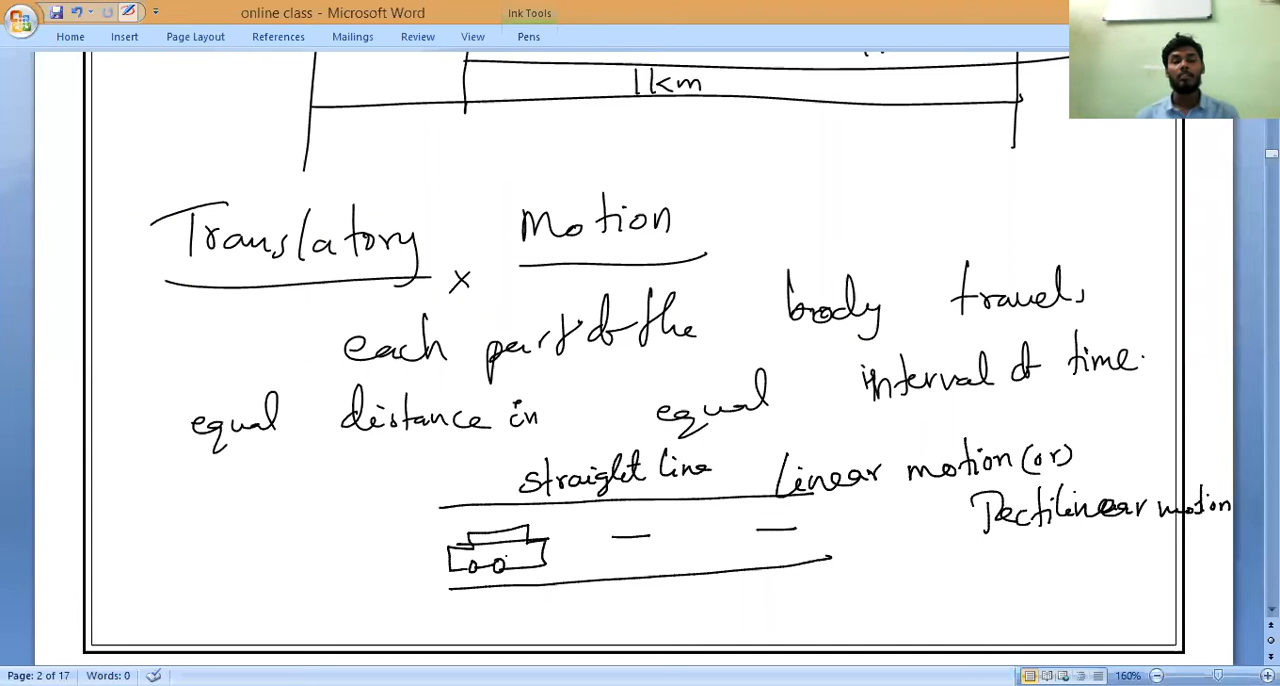 online class - Microsoft Word
Ink Tools
Home Insert Page Layout References Mailings Review View Pens
1km
Translatory Motion
×
each part of the body travels
equal distance in equal interval of time.
straight line Linear motion (or)
Rectilinear motion
Page: 2 of 17 Words: 0 160%